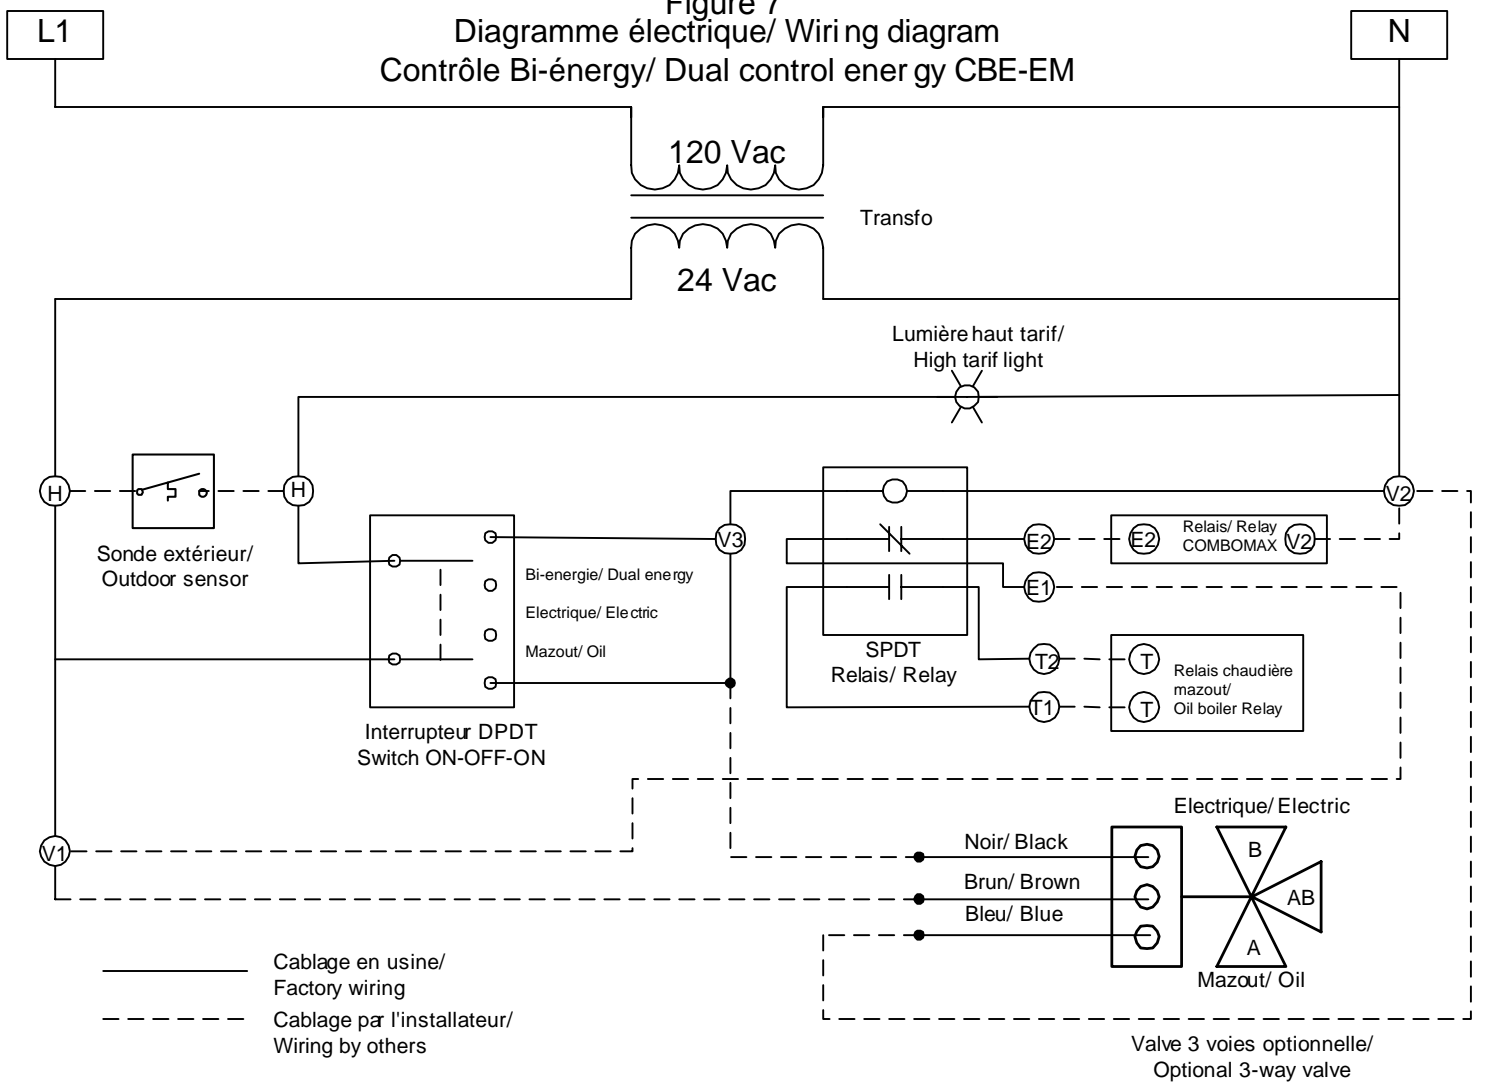 Figure 7
L1
Diagramme électrique/ Wiring diagram
N
Contrôle Bi-énergy/ Dual control energy CBE-EM
120 Vac
Transfo
24 Vac
Lumière haut tarif/
High tarif light
H
H
V2
Sonde extérieur/
Outdoor sensor
V3
E2
E2
Relais/ Relay
COMBOMAX
V2
Bi-energie/ Dual energy
E1
Electrique/ Electric
Mazout/ Oil
SPDT
Relais/ Relay
T2
T
Relais chaudière
mazout/
Oil boiler Relay
T1
T
Interrupteur DPDT
Switch ON-OFF-ON
Electrique/ Electric
V1
Noir/ Black
B
Brun/ Brown
AB
Bleu/ Blue
A
Mazout/ Oil
Cablage en usine/
Factory wiring
Cablage par l'installateur/
Wiring by others
Valve 3 voies optionnelle/
Optional 3-way valve